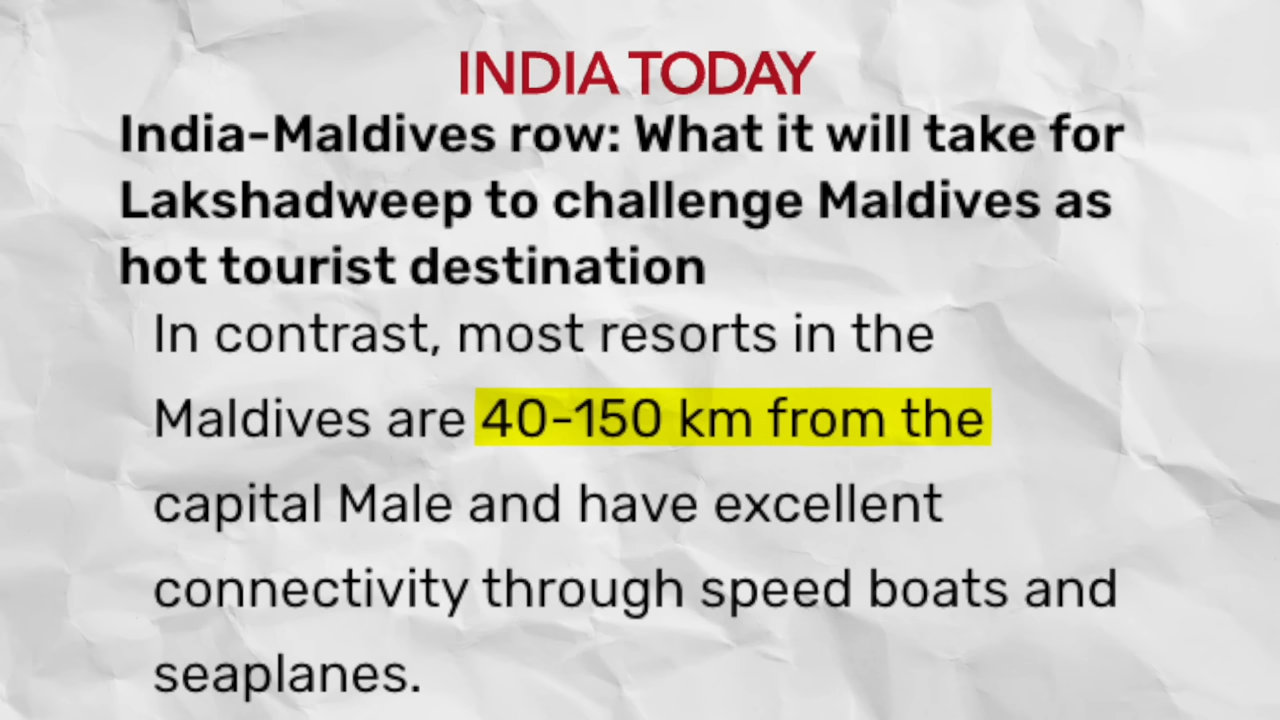 INDIA TODAY
India-Maldives row: What it will take for
Lakshadweep to challenge Maldives as
hot tourist destination
In contrast, most resorts in the
Maldives are 40-150 km from the
capital Male and have excellent
connectivity through speed boats and
seaplanes.